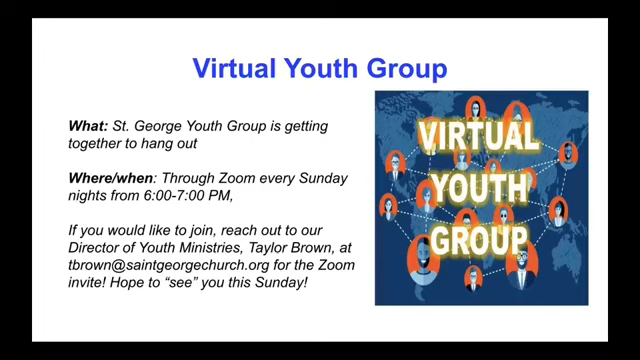 Virtual Youth Group
What: St. George Youth Group is getting
together to hang out
Where/when: Through Zoom every Sunday
nights from 6:00-7:00 PM,
If you would like to join, reach out to our
Director of Youth Ministries, Taylor Brown, at
tbrown@saintgeorgechurch.org for the Zoom
invite! Hope to “see” you this Sunday!
VIRTUAL
YOUTH
GROUP